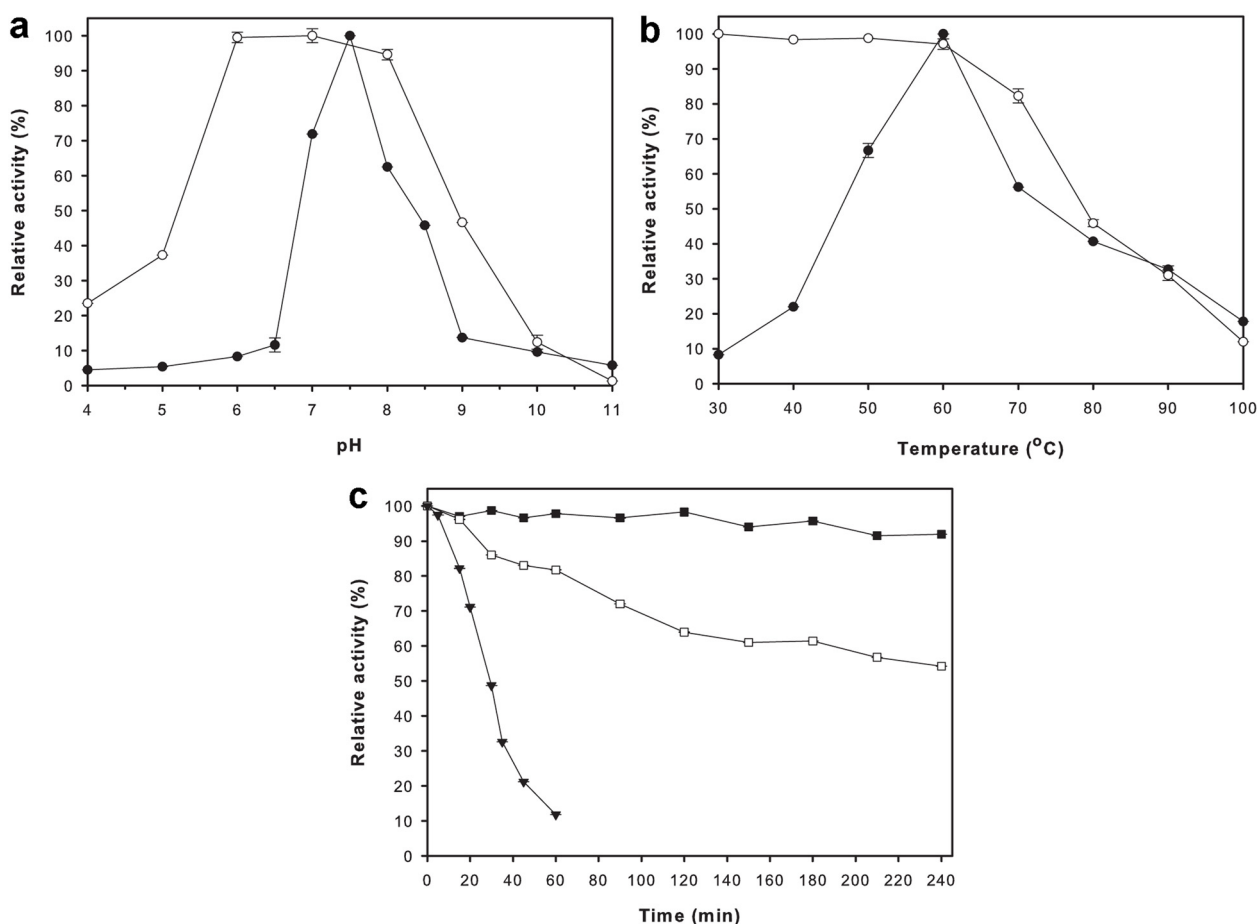 a
100
90
80
70
60
50
40
30
20
10
0
Relative activity (%)
4 5 6 7 8 9 10 11
pH
b
100
90
80
70
60
50
40
30
20
10
0
Relative activity (%)
30 40 50 60 70 80 90 100
Temperature (°C)
c
100
90
80
70
60
50
40
30
20
10
0
Relative activity (%)
0 20 40 60 80 100 120 140 160 180 200 220 240
Time (min)